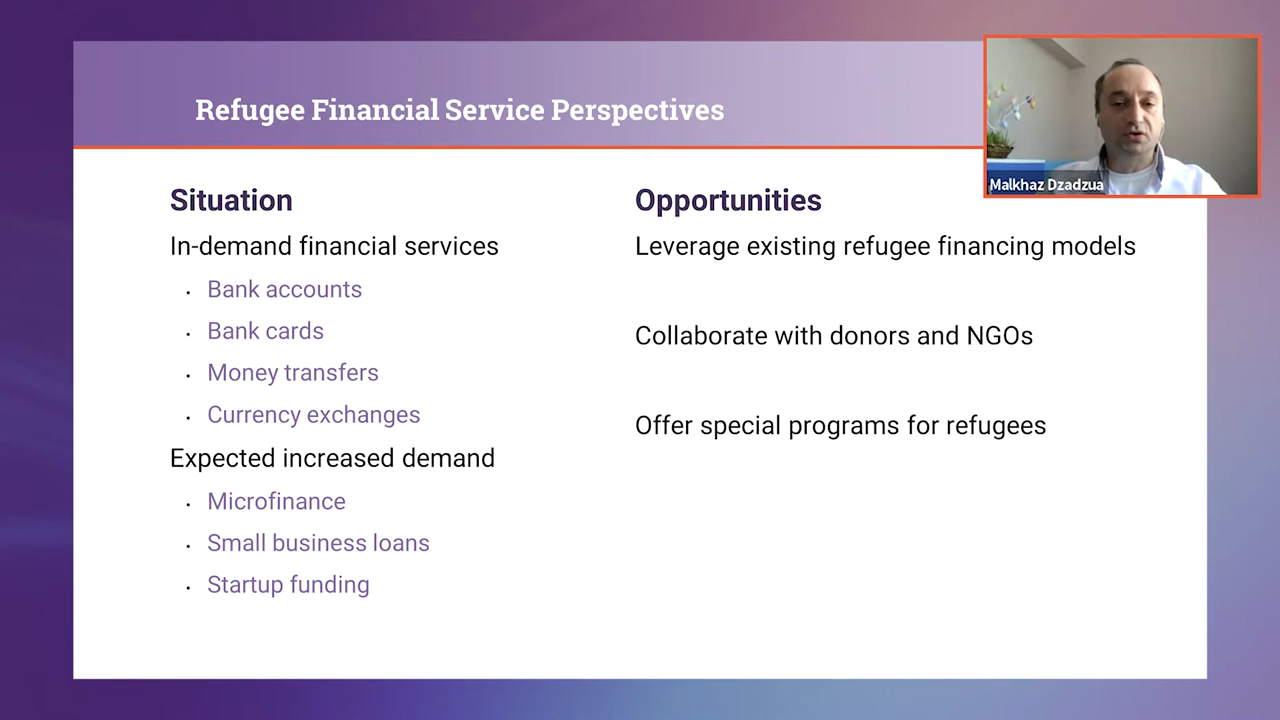 Refugee Financial Service Perspectives
Malkhaz Dzadzua
Situation
In-demand financial services
· Bank accounts
· Bank cards
· Money transfers
· Currency exchanges
Expected increased demand
· Microfinance
· Small business loans
· Startup funding
Opportunities
Leverage existing refugee financing models
Collaborate with donors and NGOs
Offer special programs for refugees